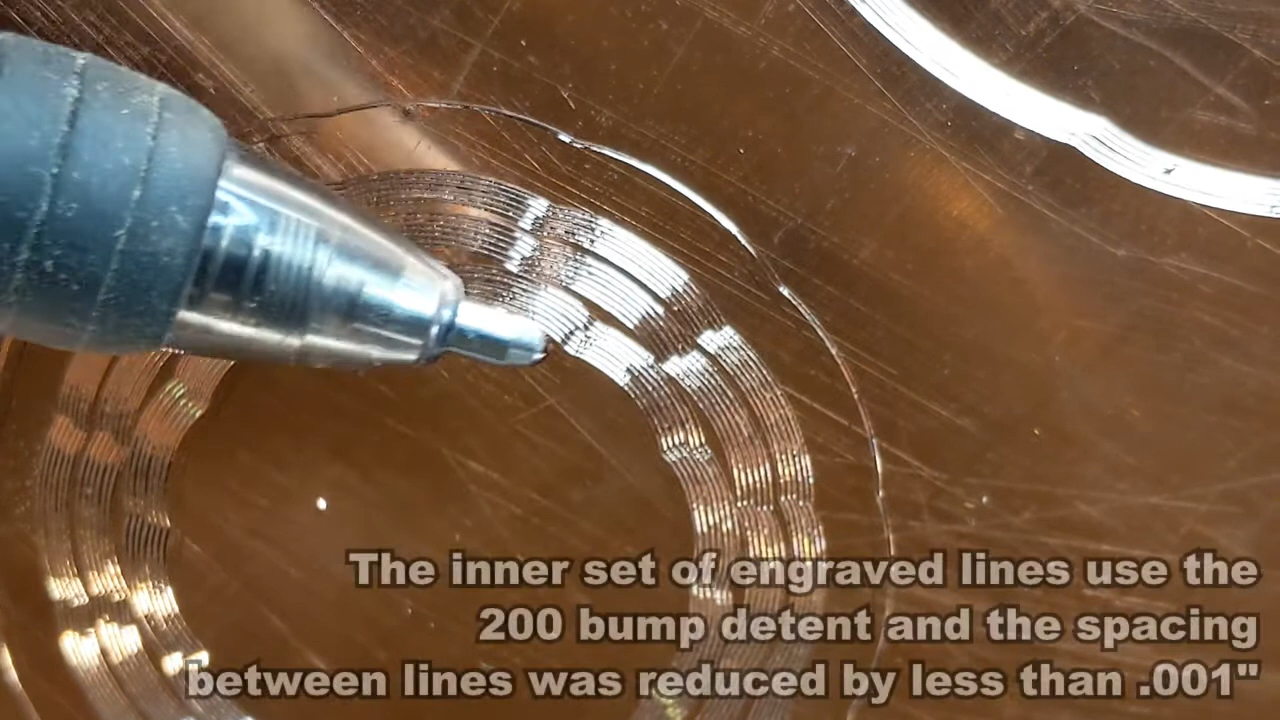 The inner set of engraved lines use the
200 bump detent and the spacing
between lines was reduced by less than .001"